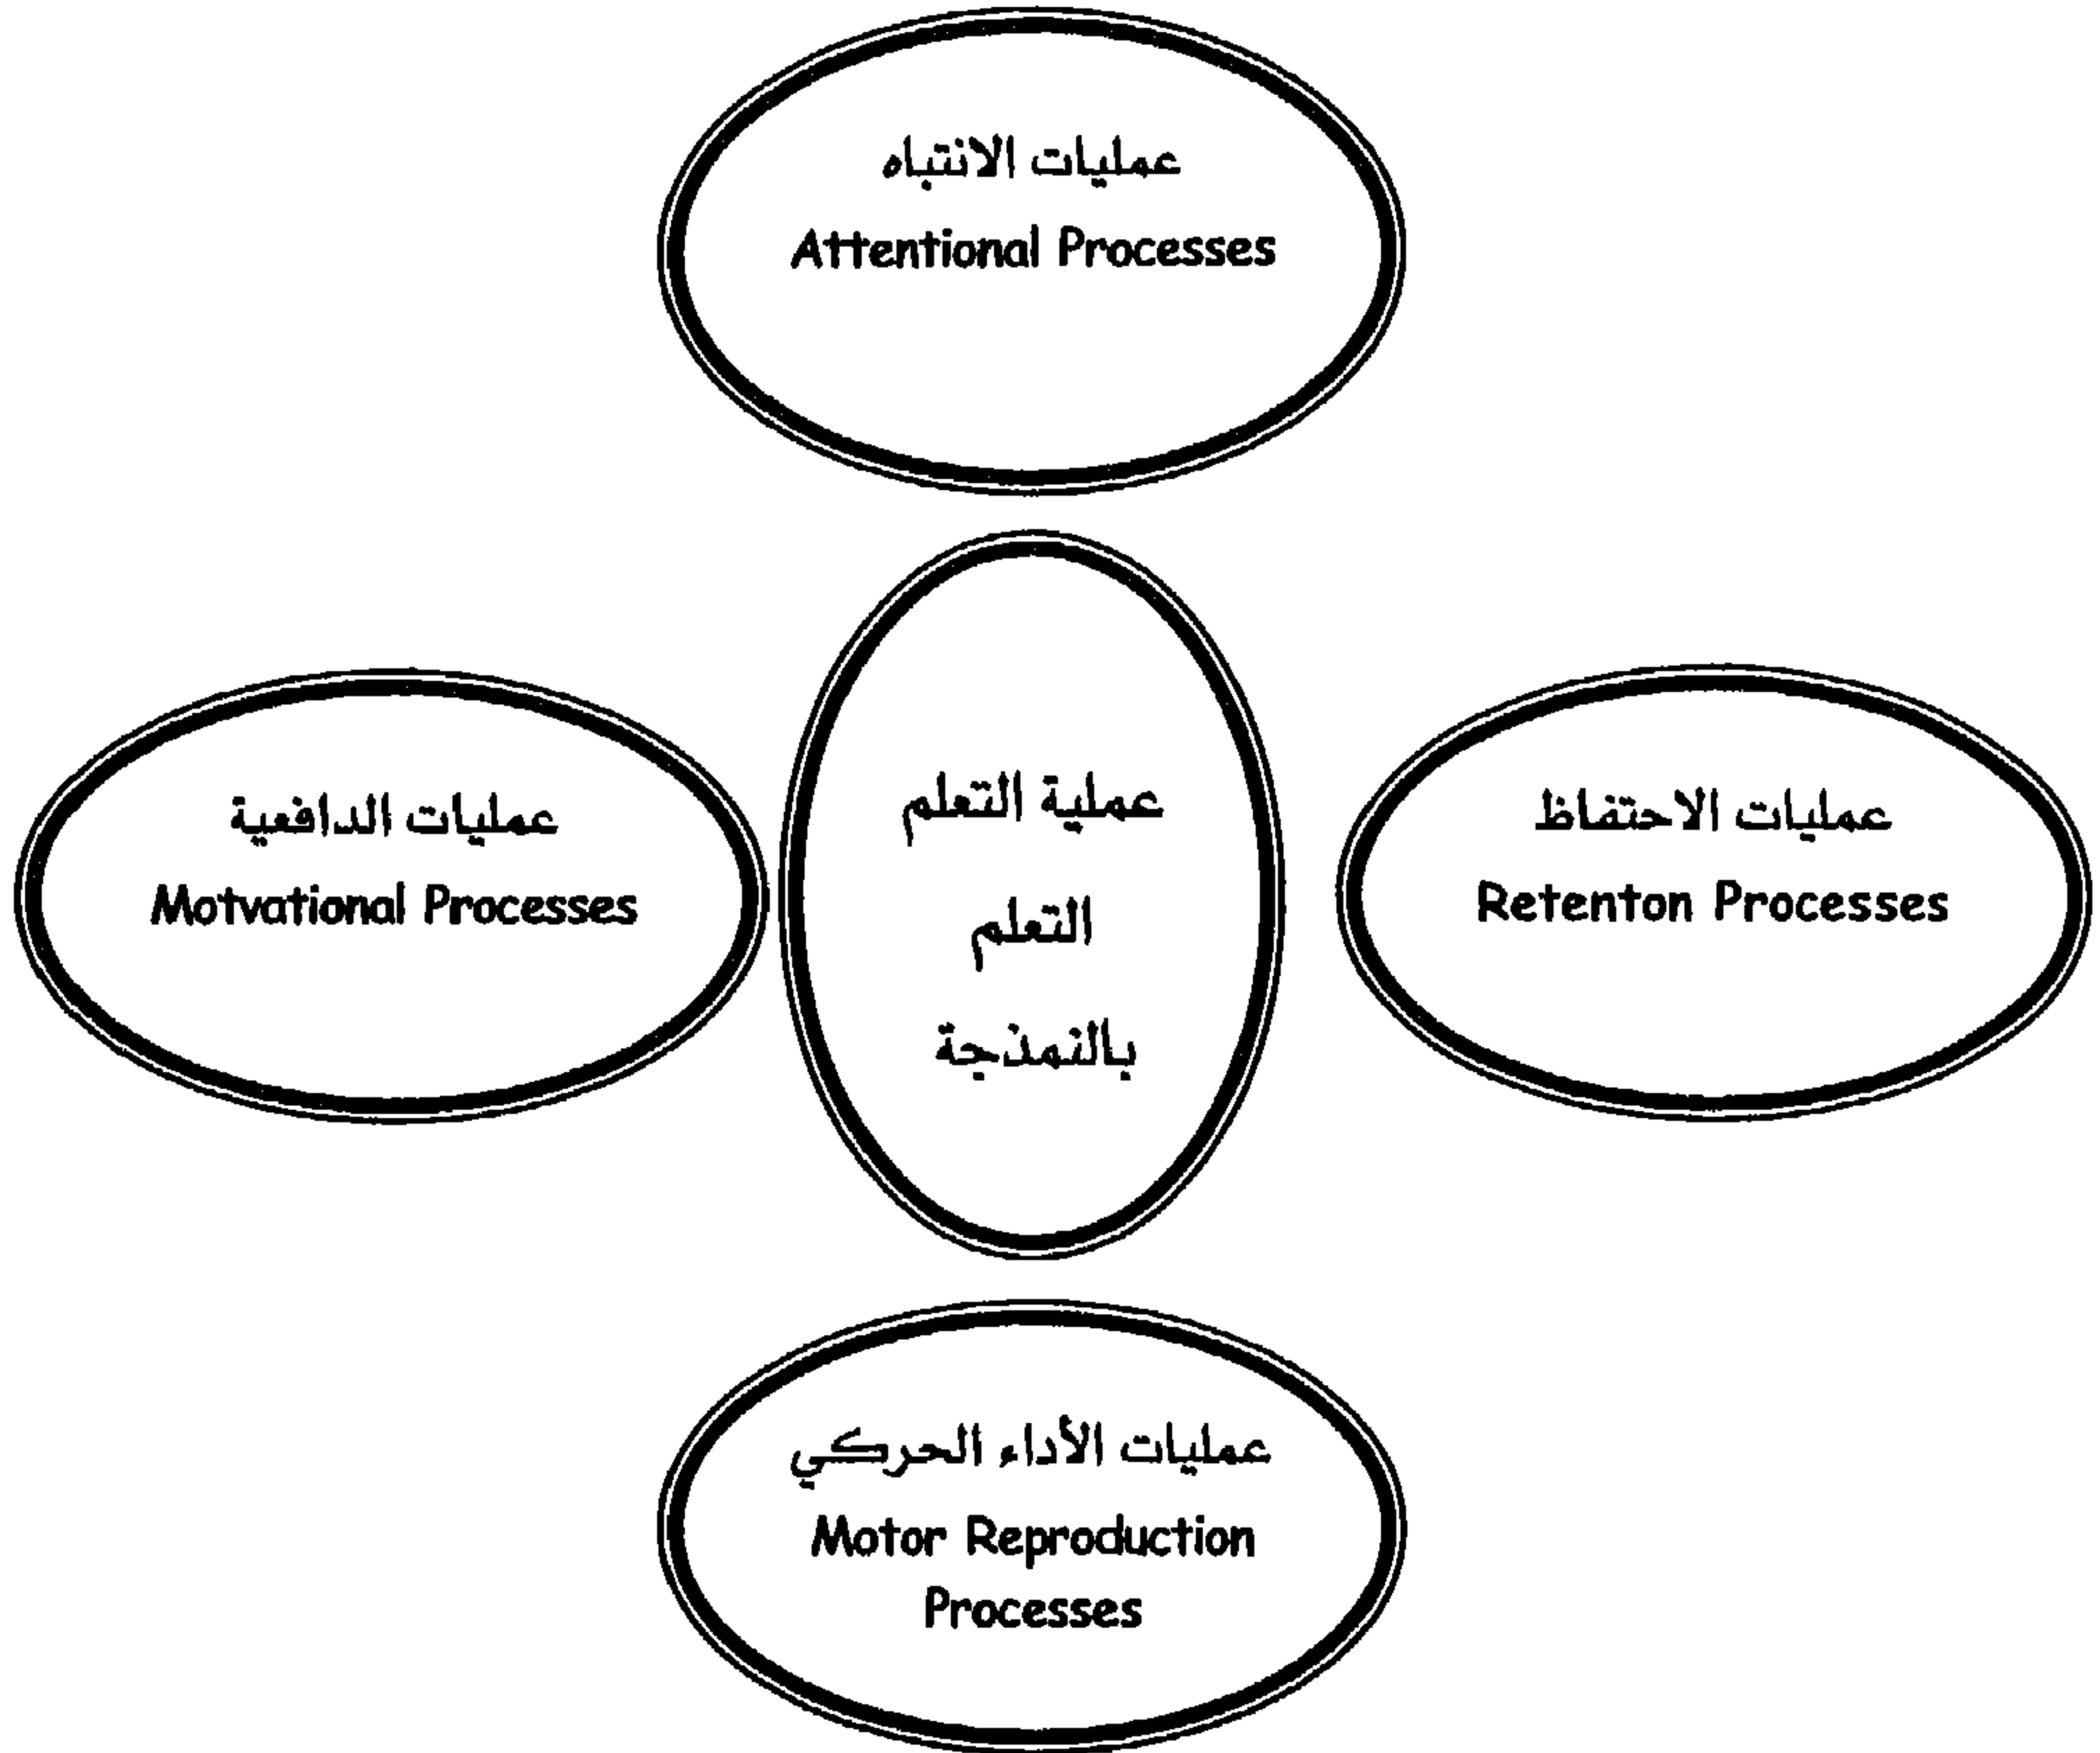 عمليات الانتباه
Attentional Processes
عمليات الدافعية
Motvational Processes
عملية التعلم
التعلم
بالنمذجة
عمليات الاحتفاظ
Retenton Processes
عمليات الأداء الحركي
Motor Reproduction
Processes